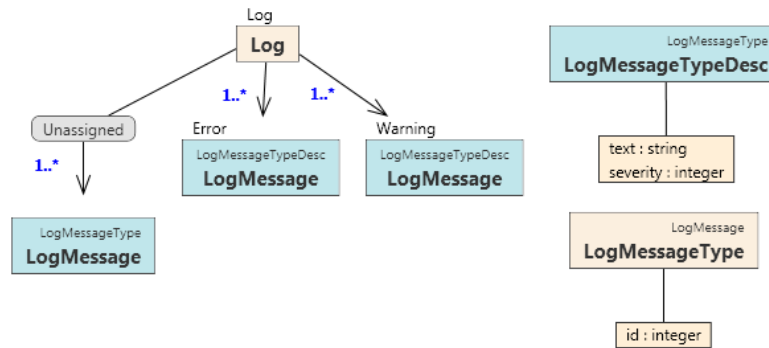 Log
Log
1..*
1..*
Unassigned
1..*
Error
LogMessageTypeDesc
LogMessage
Warning
LogMessageTypeDesc
LogMessage
LogMessageType
LogMessage
LogMessageType
LogMessageTypeDesc
text : string
severity : integer
LogMessage
LogMessageType
id : integer